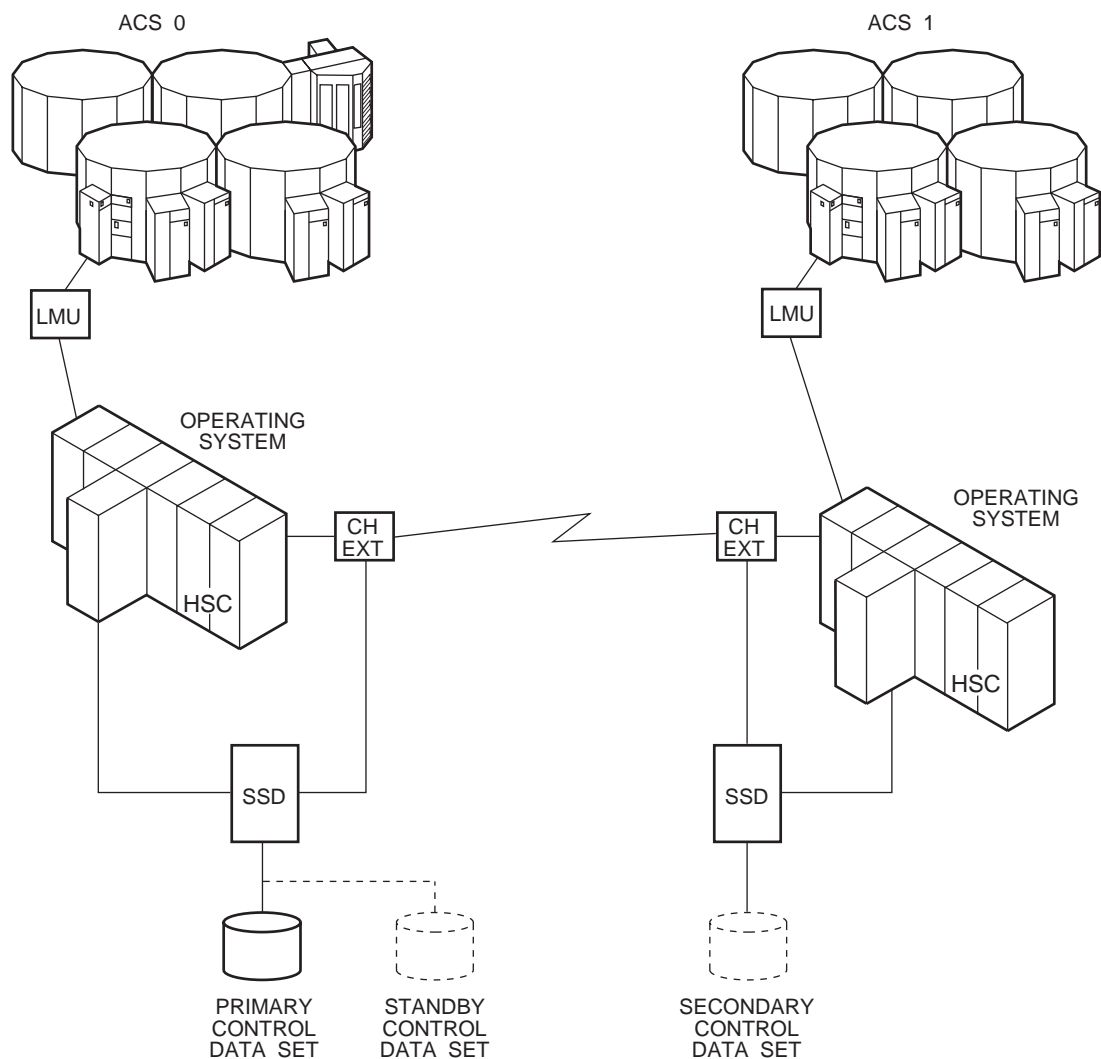 ACS 0
ACS 1
LMU
LMU
OPERATING
SYSTEM
OPERATING
SYSTEM
CH
EXT
CH
EXT
HSC
HSC
SSD
SSD
PRIMARY
CONTROL
DATA SET
STANDBY
CONTROL
DATA SET
SECONDARY
CONTROL
DATA SET